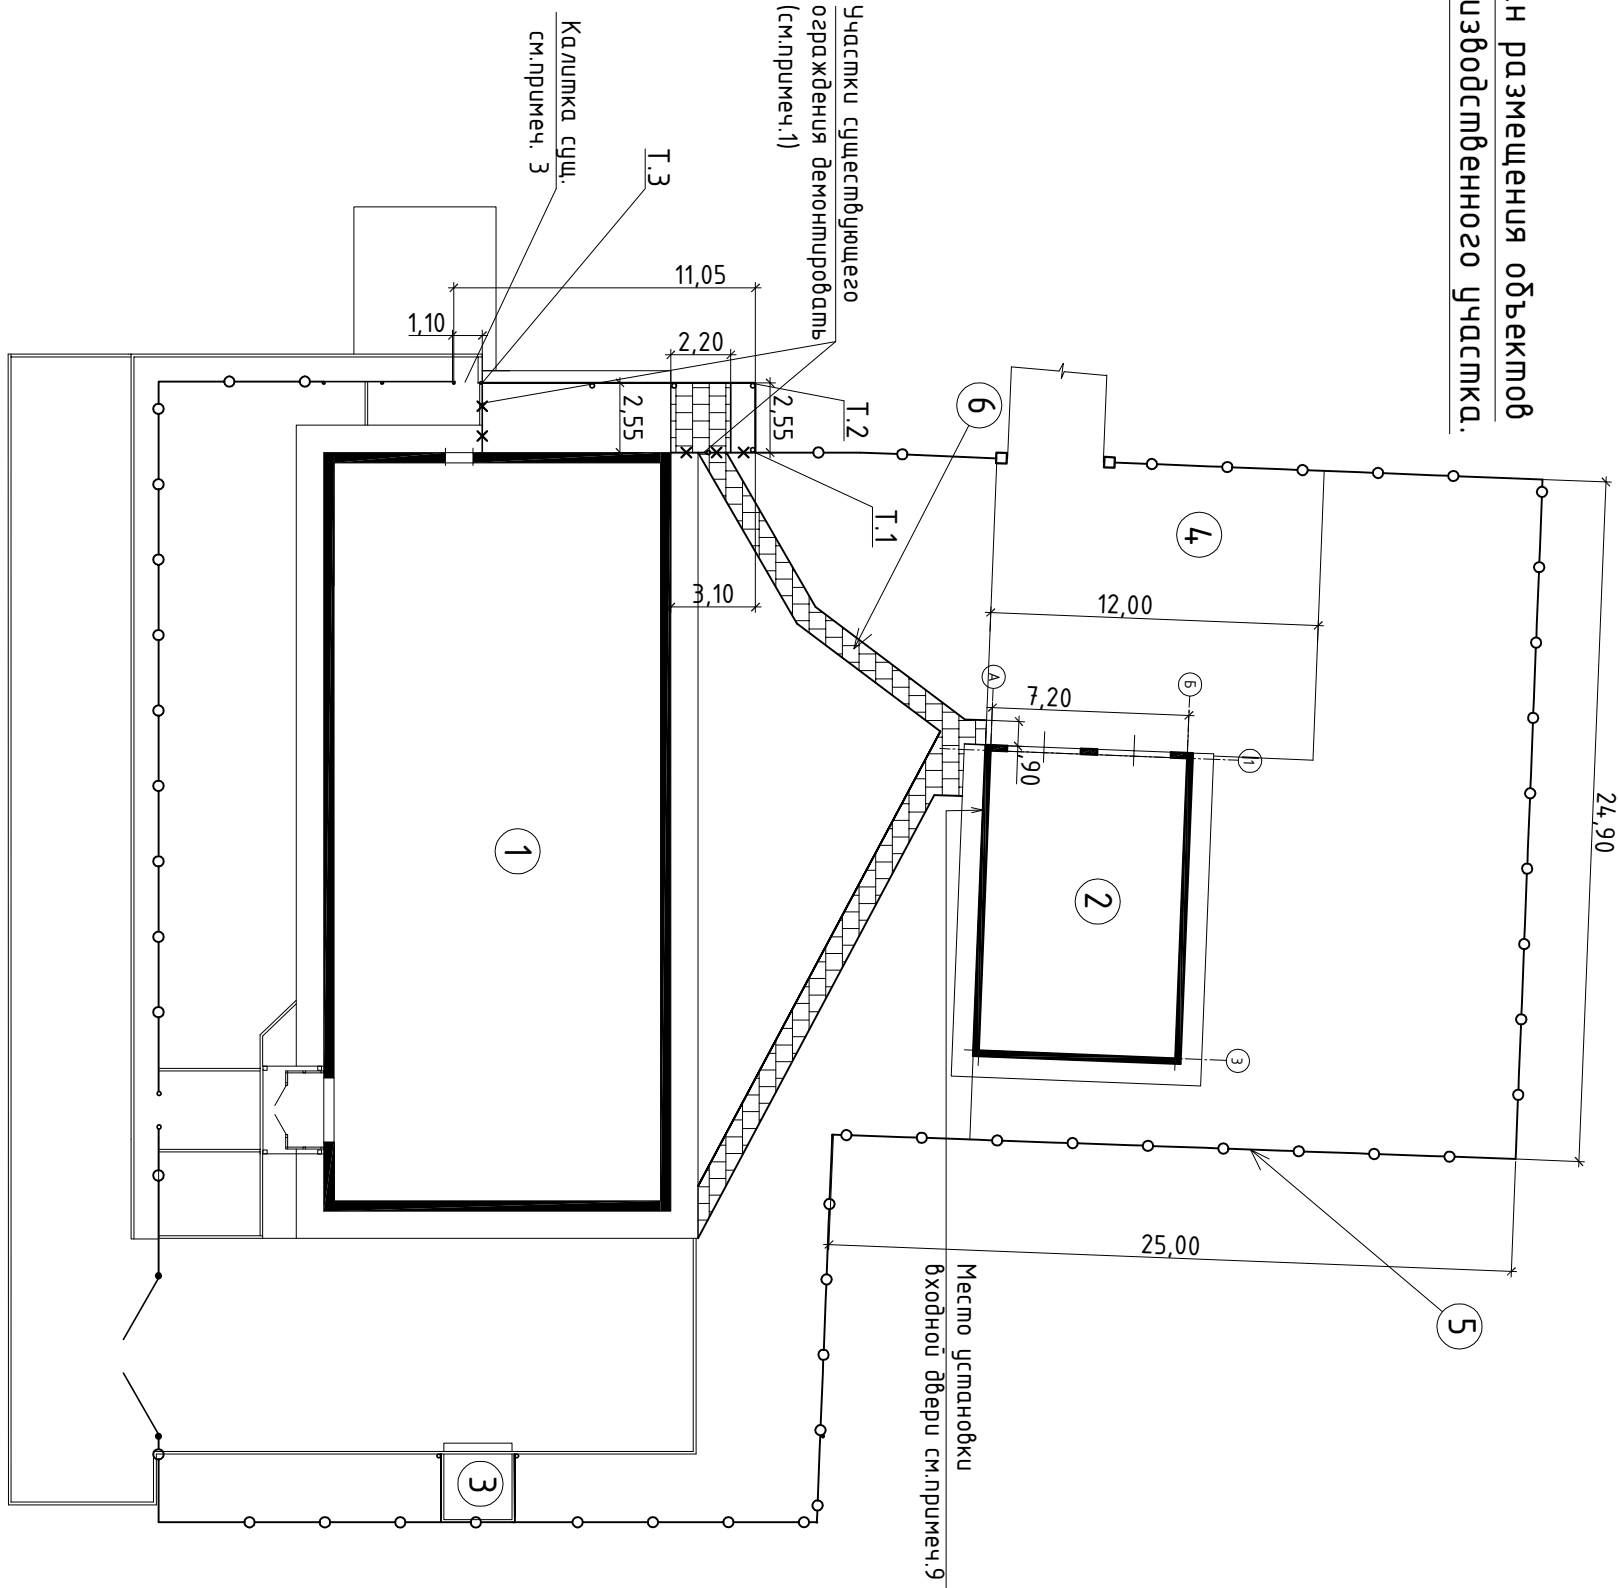 н размещения объектов
изводственного участка.
Участки существующего
ограждения демонтировать
(см.примеч.1)
Калитка сущ.
см.примеч. 3
Т.3
Т.2
Т.1
11,05
1,10
2,20
2,55
2,55
3,10
12,00
7,20
,90
24,90
25,00
А
Б
1
3
6
4
1
2
5
3
Место установки
входной двери см.примеч.9